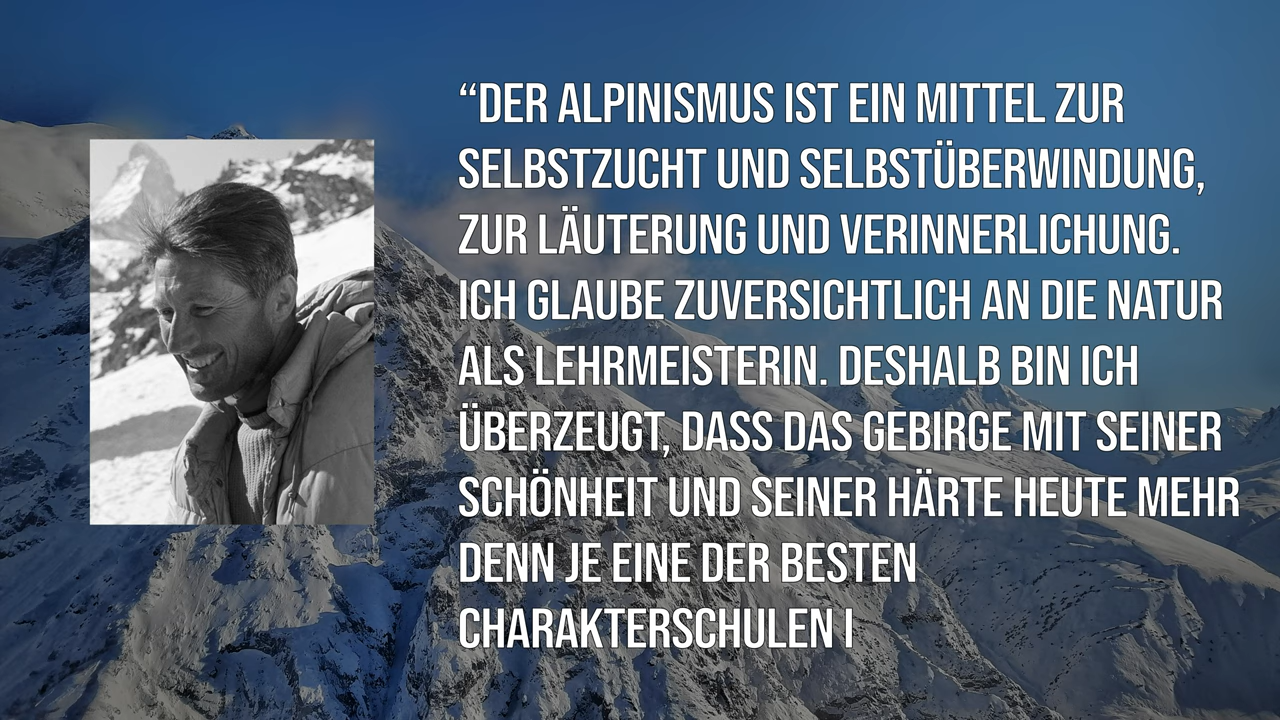 “DER ALPINISMUS IST EIN MITTEL ZUR
SELBSTZUCHT UND SELBSTÜBERWINDUNG,
ZUR LÄUTERUNG UND VERINNERLICHUNG.
ICH GLAUBE ZUVERSICHTLICH AN DIE NATUR
ALS LEHRMEISTERIN. DESHALB BIN ICH
ÜBERZEUGT, DASS DAS GEBIRGE MIT SEINER
SCHÖNHEIT UND SEINER HÄRTE HEUTE MEHR
DENN JE EINE DER BESTEN
CHARAKTERSCHULEN I